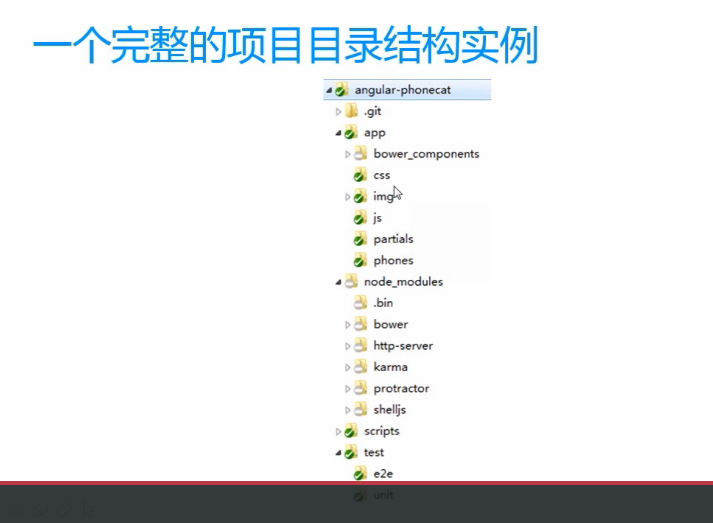 一个完整的项目目录结构实例
angular-phonecat
.git
app
bower_components
css
img
js
partials
phones
node_modules
.bin
bower
http-server
karma
protractor
shelljs
scripts
test
e2e
unit